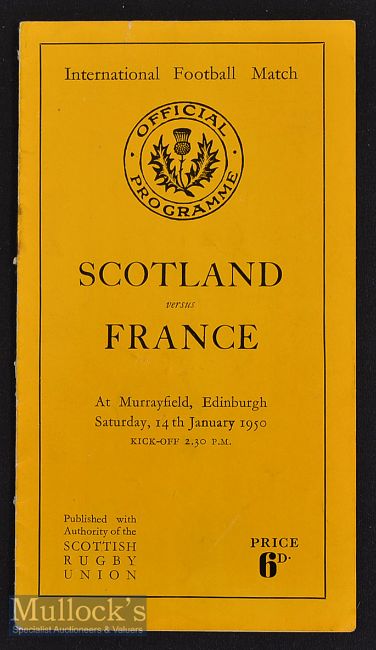 International Football Match
· OFFICIAL ·
PROGRAMME
SCOTLAND
versus
FRANCE
At Murrayfield, Edinburgh
Saturday, 14th January 1950
KICK-OFF 2.30 P.M.
Published with
Authority of the
SCOTTISH
RUGBY
UNION
PRICE
6D.
Mullock's
Specialist Auctioneers & Valuers